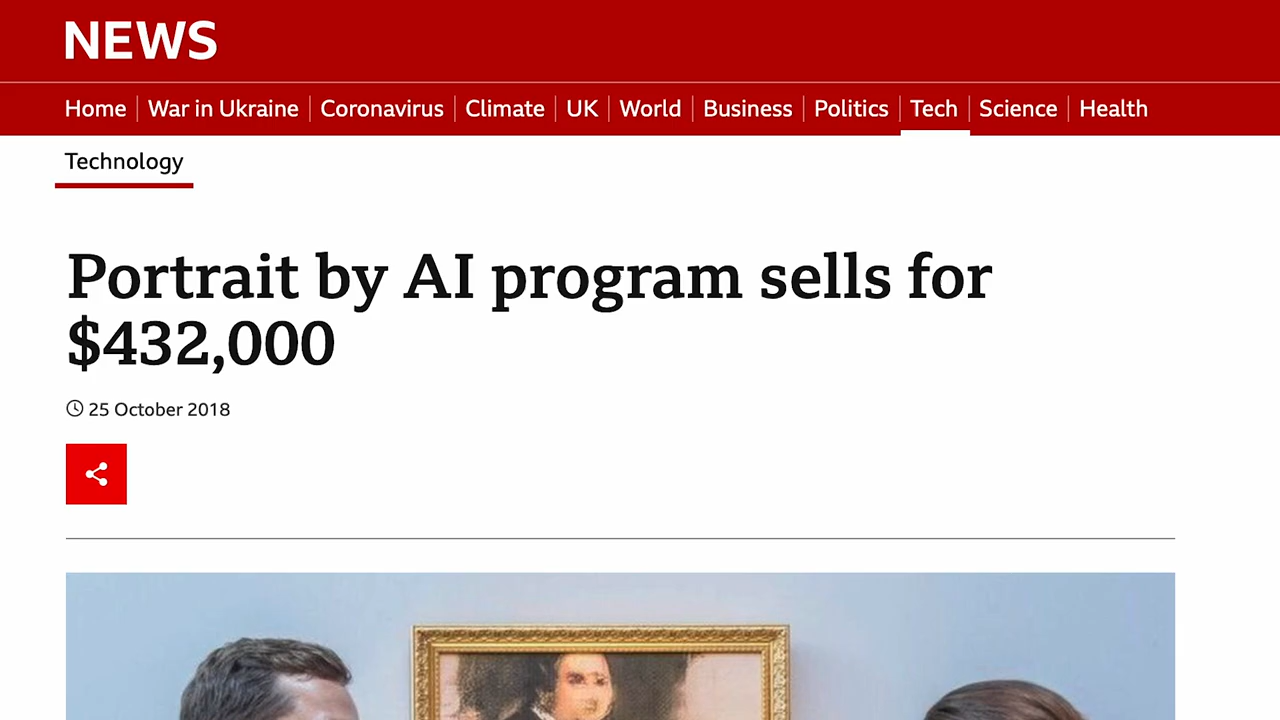 NEWS
Home War in Ukraine Coronavirus Climate UK World Business Politics Tech Science Health
Technology
Portrait by AI program sells for
$432,000
25 October 2018